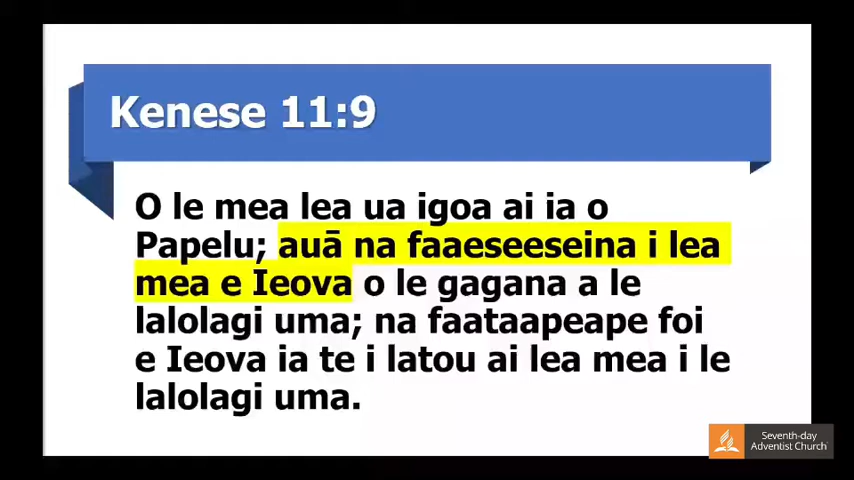 Kenese 11:9
O le mea lea ua igoa ai ia o
Papelu; auā na faaeseeseina i lea
mea e Ieova o le gagana a le
lalolagi uma; na faataapeape foi
e Ieova ia te i latou ai lea mea i le
lalolagi uma.
Seventh-day
Adventist Church